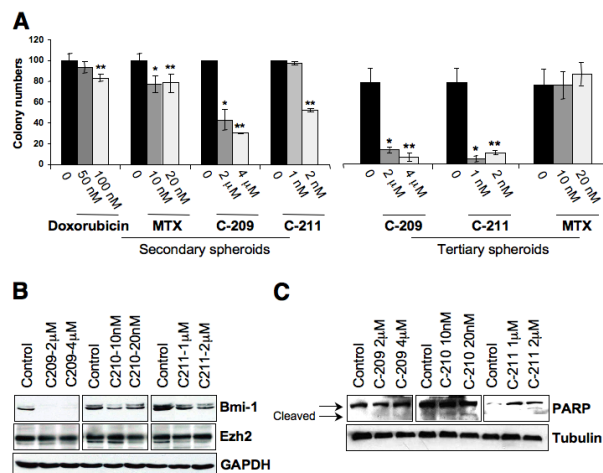 A
Colony numbers
120
100
80
60
40
20
0
** * ** * ** ** * ** * **
0 50 nM 100 nM 0 10 nM 20 nM 0 2 µM 4 µM 0 1 nM 2 nM 0 2 µM 4 µM 0 1 nM 2 nM 0 10 nM 20 nM
Doxorubicin MTX C-209 C-211 C-209 C-211 MTX
Secondary spheroids Tertiary spheroids
B
Control C209-2µM C209-4µM Control C210-10nM C210-20nM Control C211-1µM C211-2µM
Bmi-1
Ezh2
GAPDH
C
Control C-209 2µM C-209 4µM Control C-210 10nM C-210 20nM Control C-211 1µM C-211 2µM
Cleaved
PARP
Tubulin